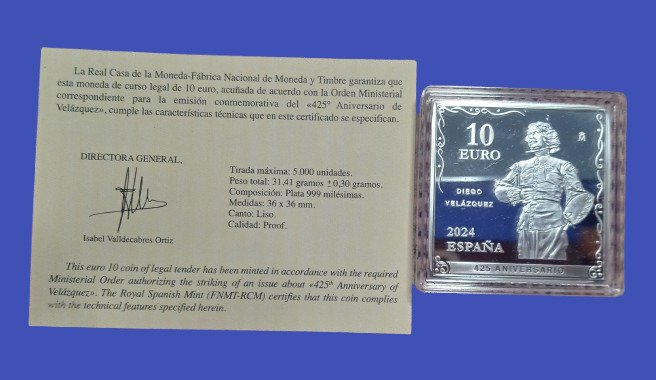 La Real Casa de la Moneda-Fábrica Nacional de Moneda y Timbre garantiza que
esta moneda de curso legal de 10 euro, acuñada de acuerdo con la Orden Ministerial
correspondiente para la emisión conmemorativa del «425º Aniversario de
Velázquez», cumple las características técnicas que en este certificado se especifican.
DIRECTORA GENERAL,
Isabel Valldecabres Ortiz
Tirada máxima: 5.000 unidades.
Peso total: 31,41 gramos ± 0,30 gramos.
Composición: Plata 999 milésimas.
Medidas: 36 x 36 mm.
Canto: Liso.
Calidad: Proof.
This euro 10 coin of legal tender has been minted in accordance with the required
Ministerial Order authorizing the striking of an issue about «425th Anniversary of
Velázquez». The Royal Spanish Mint (FNMT-RCM) certifies that this coin complies
with the technical features specified herein.
10
EURO
DIEGO
VELÁZQUEZ
2024
ESPAÑA
425 ANIVERSARIO